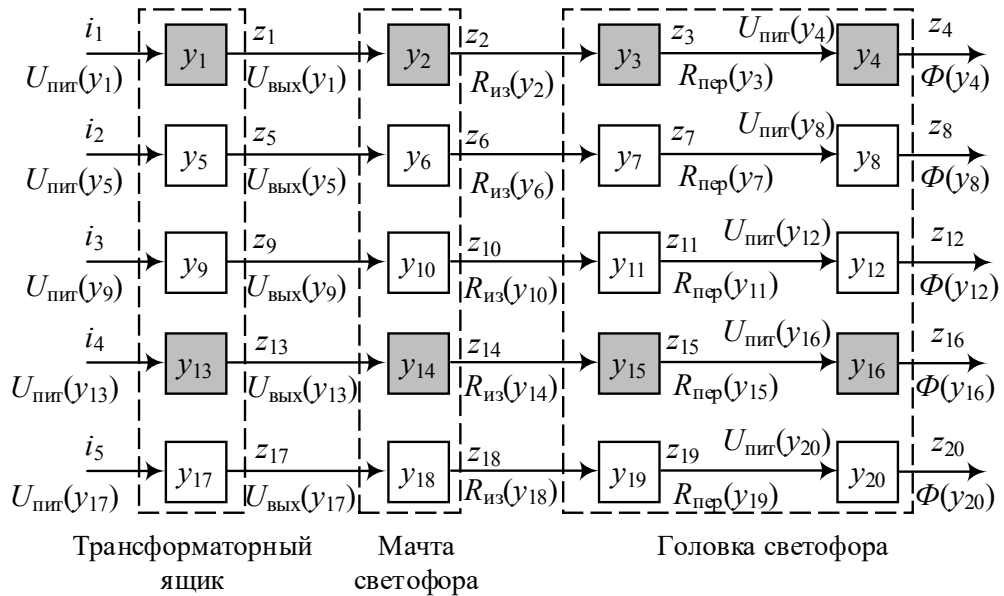 i1 z1 z2 z3 Uпит(y4) z4
y1 y2 y3 y4
Uпит(y1) Uвых(y1) Rиз(y2) Rпер(y3) Ф(y4)
i2 z5 z6 z7 Uпит(y8) z8
y5 y6 y7 y8
Uпит(y5) Uвых(y5) Rиз(y6) Rпер(y7) Ф(y8)
i3 z9 z10 z11 Uпит(y12) z12
y9 y10 y11 y12
Uпит(y9) Uвых(y9) Rиз(y10) Rпер(y11) Ф(y12)
i4 z13 z14 z15 Uпит(y16) z16
y13 y14 y15 y16
Uпит(y13) Uвых(y13) Rиз(y14) Rпер(y15) Ф(y16)
i5 z17 z18 z19 Uпит(y20) z20
y17 y18 y19 y20
Uпит(y17) Uвых(y17) Rиз(y18) Rпер(y19) Ф(y20)
Трансформаторный
ящик
Мачта
светофора
Головка светофора